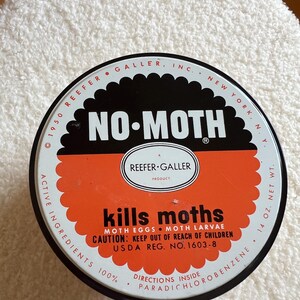 © 1950 REEFER • GALLER, INC. • NEW YORK, N.Y.
NO•MOTH®
REEFER•GALLER
PRODUCT
kills moths
MOTH EGGS • MOTH LARVAE
CAUTION: KEEP OUT OF REACH OF CHILDREN
USDA REG. NO. 1603-8
DIRECTIONS INSIDE
ACTIVE INGREDIENTS 100% • PARADICHLOROBENZENE • 14 OZ. NET WT.